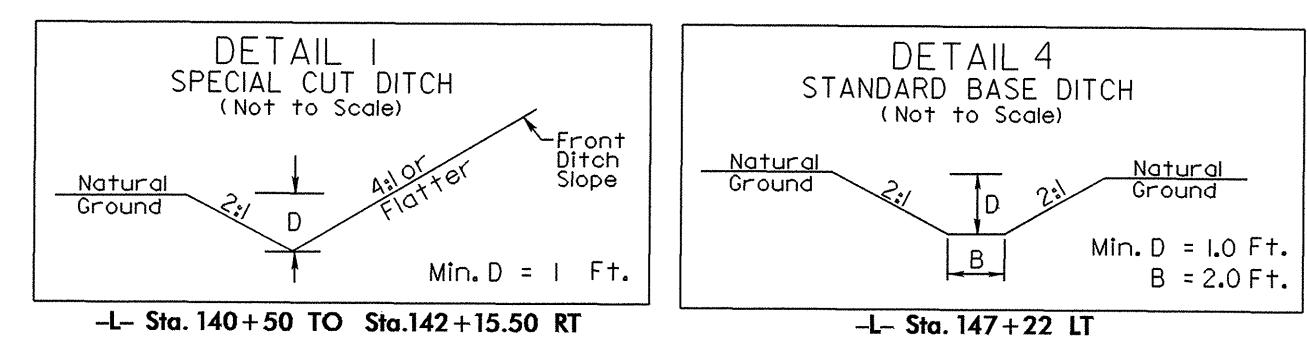 DETAIL 1
SPECIAL CUT DITCH
(Not to Scale)
Natural
Ground
2:1
D
4:1 or
Flatter
Front
Ditch
Slope
Min. D = 1 Ft.
-L- Sta. 140+50 TO Sta.142+15.50 RT
DETAIL 4
STANDARD BASE DITCH
(Not to Scale)
Natural
Ground
2:1
D
2:1
Natural
Ground
B
Min. D = 1.0 Ft.
B = 2.0 Ft.
-L- Sta. 147+22 LT